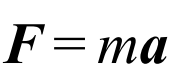 F = ma